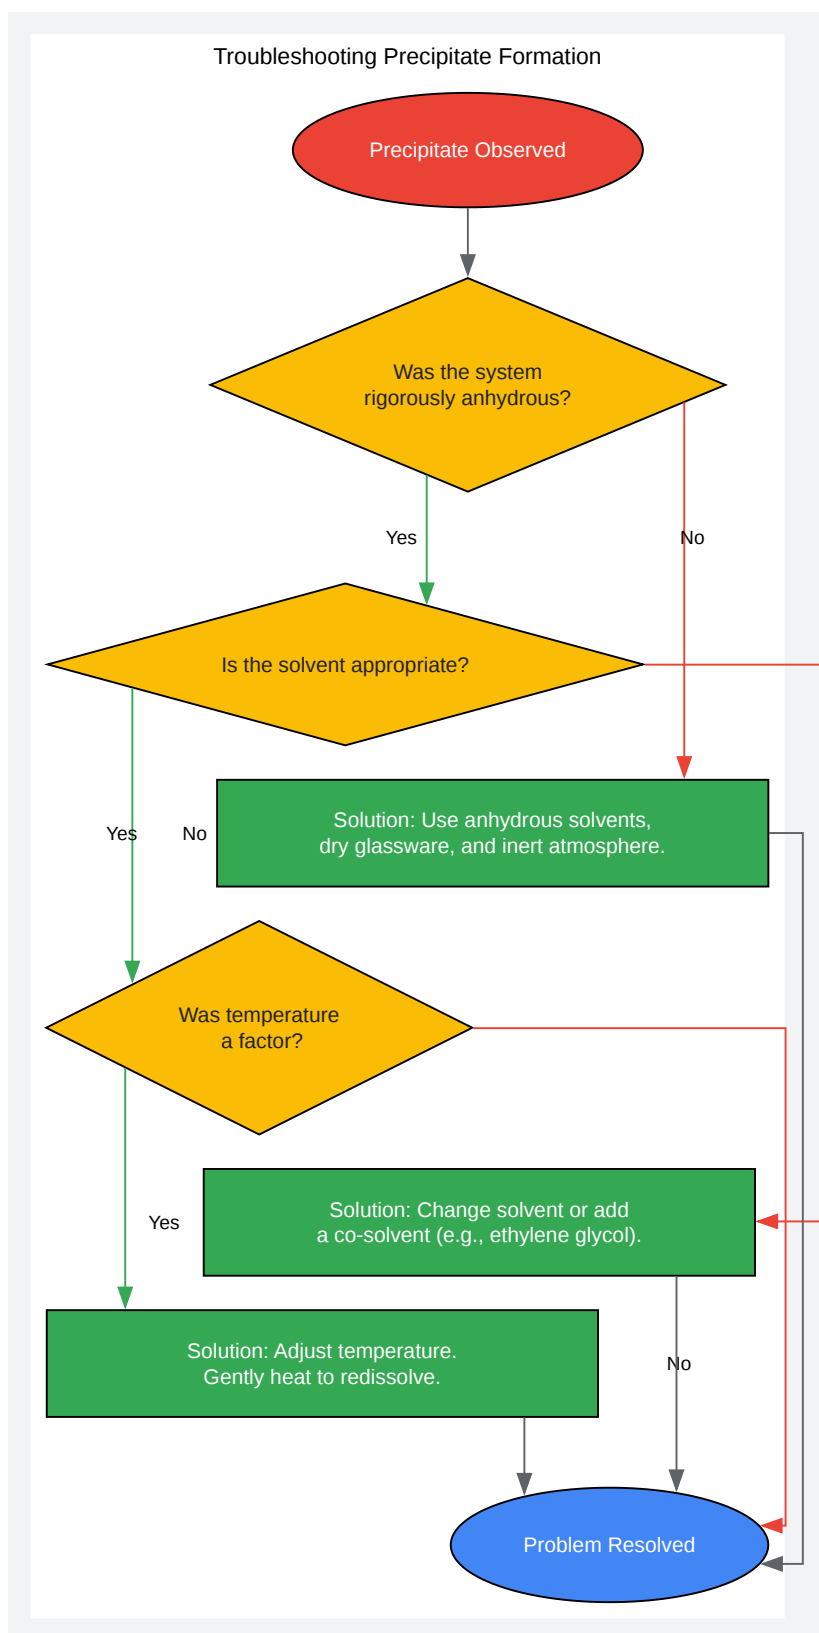 Troubleshooting Precipitate Formation
Precipitate Observed
Was the system
rigorously anhydrous?
Yes
No
Is the solvent appropriate?
Solution: Use anhydrous solvents,
dry glassware, and inert atmosphere.
Yes
No
Was temperature
a factor?
Solution: Change solvent or add
a co-solvent (e.g., ethylene glycol).
Yes
Solution: Adjust temperature.
Gently heat to redissolve.
No
Problem Resolved